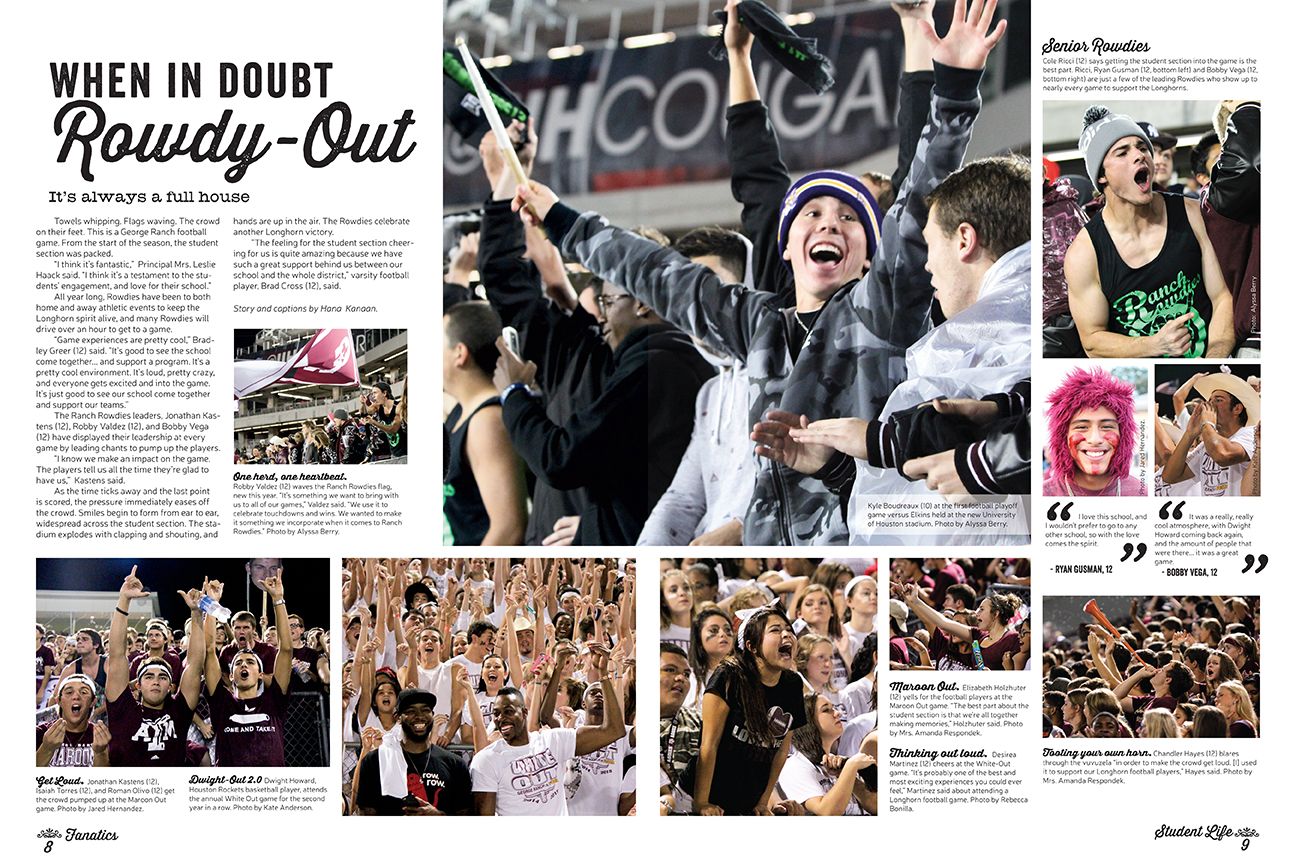 WHEN IN DOUBT
Rowdy-Out
It's always a full house
Towels whipping. Flags waving. The crowd
on their feet. This is a George Ranch football
game. From the start of the season, the student
section was packed.
"I think it's fantastic," Principal Mrs. Leslie
Haack said. "I think it's a testament to the stu-
dents' engagement, and love for their school."
All year long, Rowdies have been to both
home and away athletic events to keep the
Longhorn spirit alive, and many Rowdies will
drive over an hour to get to a game.
"Game experiences are pretty cool," Brad-
ley Greer (12) said. "It's good to see the school
come together... and support a program. It's a
pretty cool environment. It's loud, pretty crazy,
and everyone gets excited and into the game.
It's just good to see our school come together
and support our teams."
The Ranch Rowdies leaders, Jonathan Kas-
tens (12), Robby Valdez (12), and Bobby Vega
(12) have displayed their leadership at every
game by leading chants to pump up the players.
"I know we make an impact on the game.
The players tell us all the time they're glad to
have us," Kastens said.
As the time ticks away and the last point
is scored, the pressure immediately eases off
the crowd. Smiles begin to form from ear to ear,
widespread across the student section. The sta-
dium explodes with clapping and shouting, and
hands are up in the air. The Rowdies celebrate
another Longhorn victory.
"The feeling for the student section cheer-
ing for us is quite amazing because we have
such a great support behind us between our
school and the whole district," varsity football
player, Brad Cross (12), said.
Story and captions by Hana Kanaan.
One herd, one heartbeat.
Robby Valdez (12) waves the Ranch Rowdies flag,
new this year. "It's something we want to bring with
us to all of our games," Valdez said. "We use it to
celebrate touchdowns and wins. We wanted to make
it something we incorporate when it comes to Ranch
Rowdies." Photo by Alyssa Berry.
UHCOUGA
Kyle Boudreaux (10) at the first football playoff
game versus Elkins held at the new University
of Houston stadium. Photo by Alyssa Berry.
Senior Rowdies
Cole Ricci (12) says getting the student section into the game is the
best part. Ricci, Ryan Gusman (12, bottom left) and Bobby Vega (12,
bottom right) are just a few of the leading Rowdies who show up to
nearly every game to support the Longhorns.
Ranch
Rowdies
Photo: Alyssa Berry
Photo by Jared Hernandez.
"I love this school, and
I wouldn't prefer to go to any
other school, so with the love
comes the spirit."
- RYAN GUSMAN, 12
"It was a really, really
cool atmosphere, with Dwight
Howard coming back again,
and the amount of people that
were there... it was a great
game."
- BOBBY VEGA, 12
ATM
COME AND TAKE IT
row.
row.
WHITE
OUT
Get Loud. Jonathan Kastens (12),
Isaiah Torres (12), and Roman Olivo (12) get
the crowd pumped up at the Maroon Out
game. Photo by Jared Hernandez.
Dwight-Out 2.0 Dwight Howard,
Houston Rockets basketball player, attends
the annual White Out game for the second
year in a row. Photo by Kate Anderson.
Maroon Out. Elizabeth Holzhuter
(12) yells for the football players at the
Maroon Out game. "The best part about the
student section is that we're all together
making memories," Holzhuter said. Photo
by Mrs. Amanda Respondek.
Thinking out loud. Desirea
Martinez (12) cheers at the White-Out
game. "It's probably one of the best and
most exciting experiences you could ever
feel," Martinez said about attending a
Longhorn football game. Photo by Rebecca
Bonilla.
Tooting your own horn. Chandler Hayes (12) blares
through the vuvuzela "in order to make the crowd get loud. [I] used
it to support our Longhorn football players," Hayes said. Photo by
Mrs. Amanda Respondek.
8 Fanatics
Student Life 9